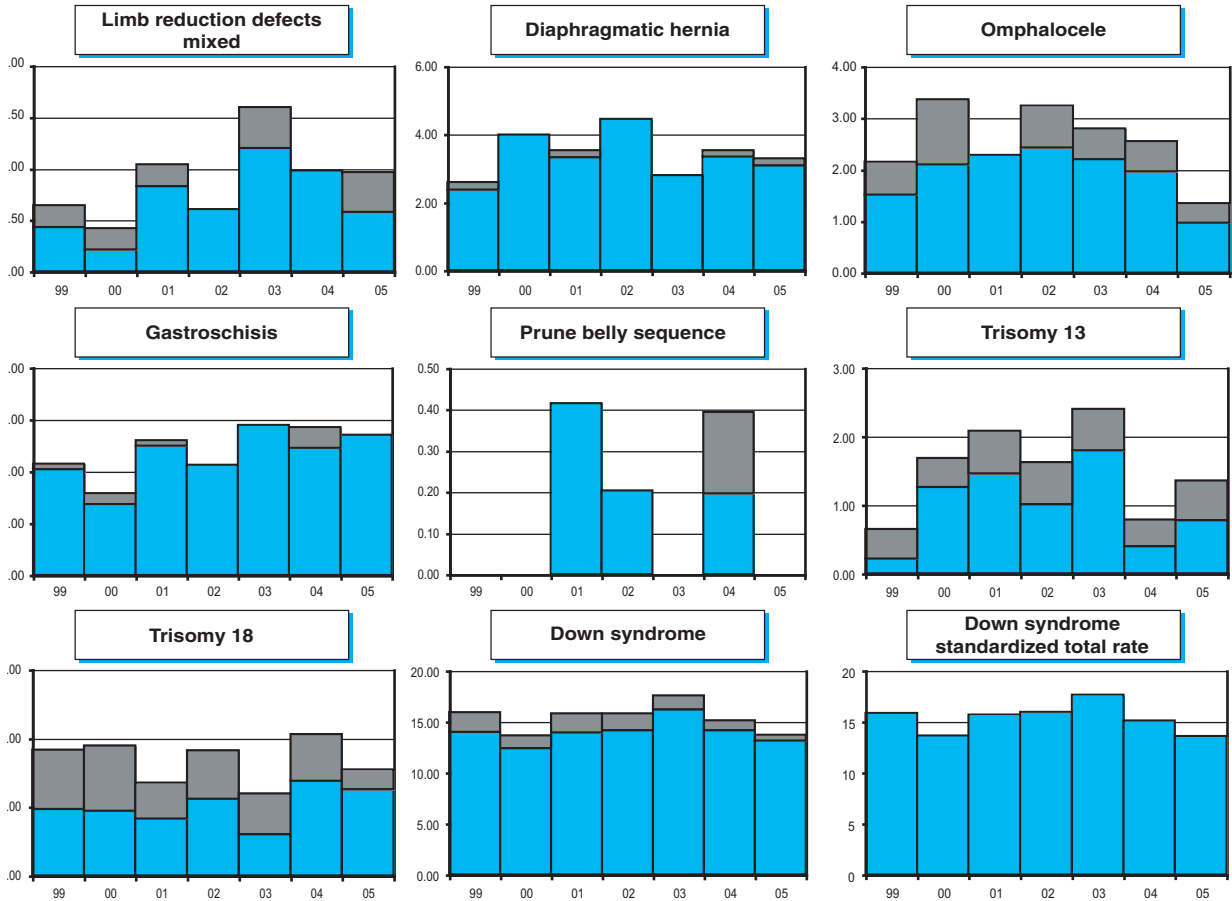 Limb reduction defects
mixed
.00
.50
.00
.50
.00
99 00 01 02 03 04 05
Diaphragmatic hernia
6.00
4.00
2.00
0.00
99 00 01 02 03 04 05
Omphalocele
4.00
3.00
2.00
1.00
0.00
99 00 01 02 03 04 05
Gastroschisis
.00
.00
.00
.00
.00
99 00 01 02 03 04 05
Prune belly sequence
0.50
0.40
0.30
0.20
0.10
0.00
99 00 01 02 03 04 05
Trisomy 13
3.00
2.00
1.00
0.00
99 00 01 02 03 04 05
Trisomy 18
.00
.00
.00
.00
99 00 01 02 03 04 05
Down syndrome
20.00
15.00
10.00
5.00
0.00
99 00 01 02 03 04 05
Down syndrome
standardized total rate
20
15
10
5
0
99 00 01 02 03 04 05